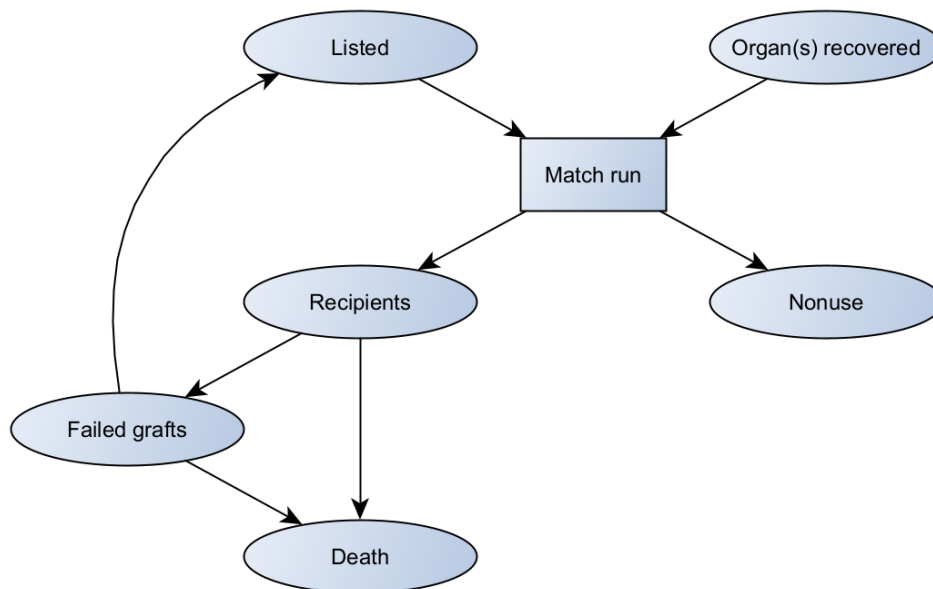 Listed
Organ(s) recovered
Match run
Recipients
Nonuse
Failed grafts
Death